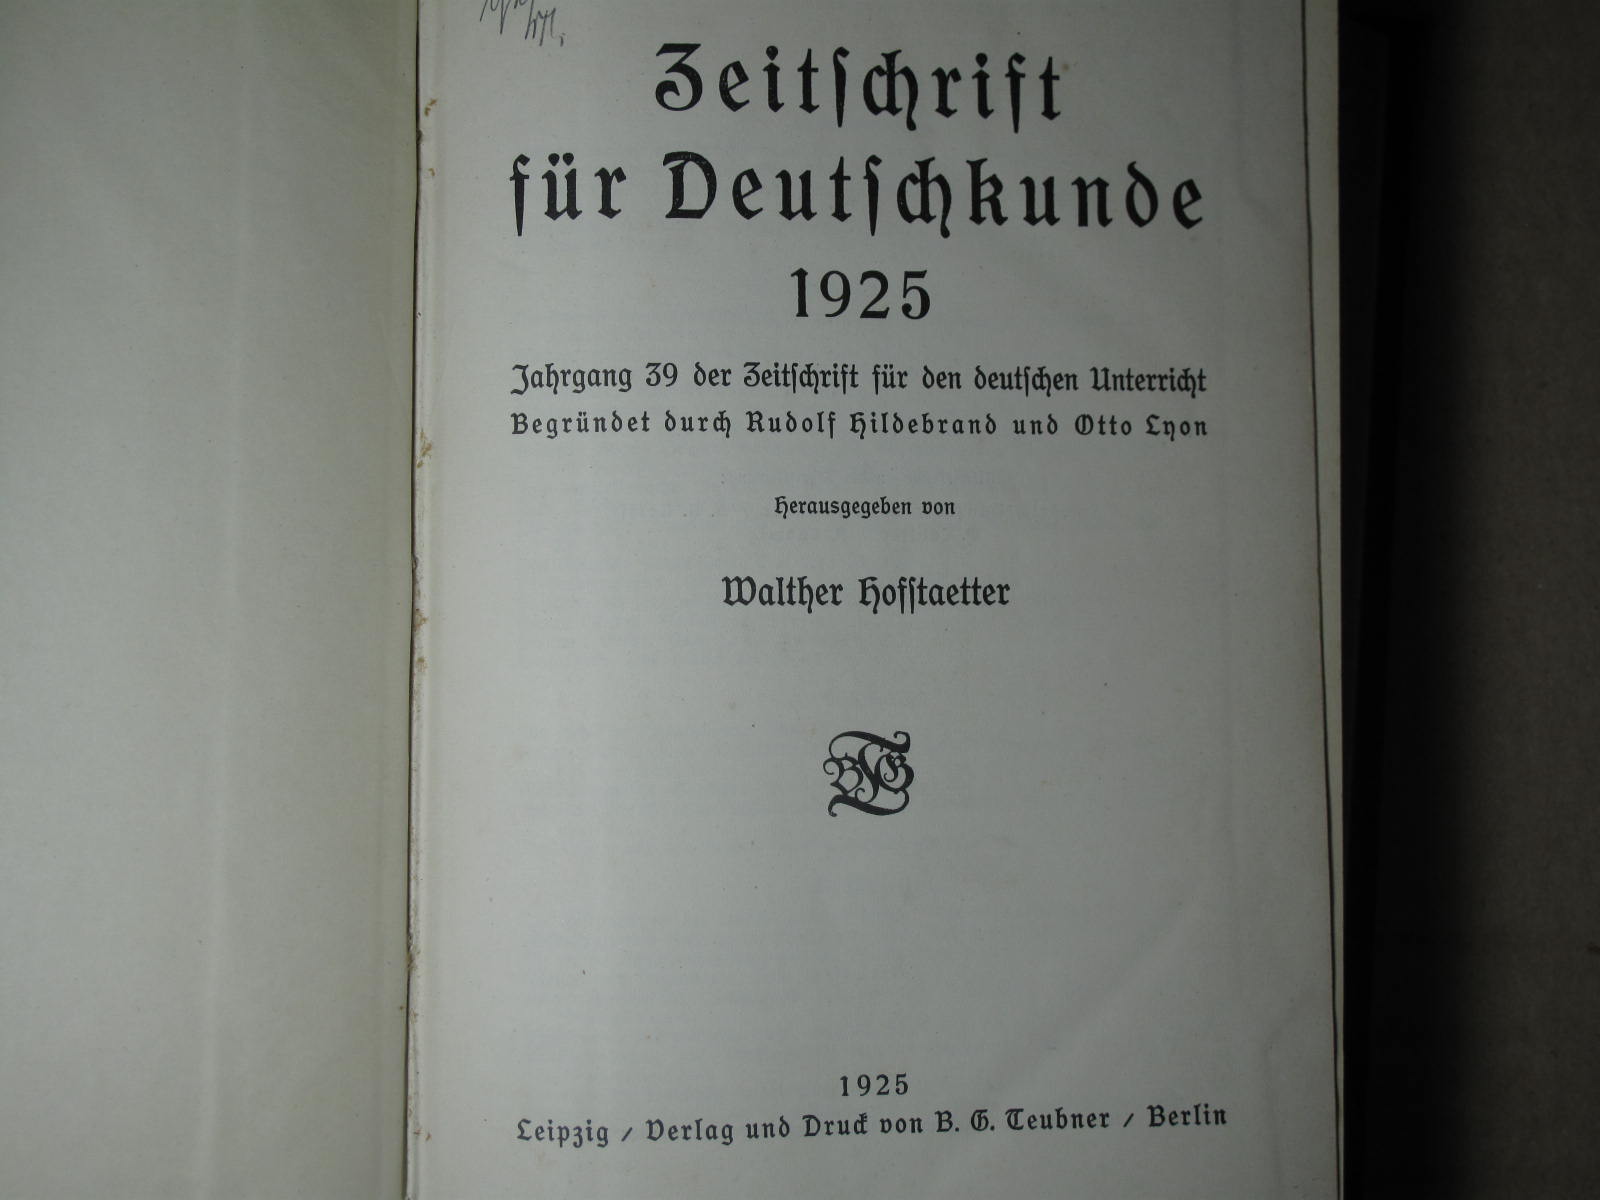 Zeitschrift
für Deutschkunde
1925
Jahrgang 39 der Zeitschrift für den deutschen Unterricht
Begründet durch Rudolf Hildebrand und Otto Lyon
Herausgegeben von
Walther Hofstaetter
BTG
1925
Leipzig / Verlag und Druck von B. G. Teubner / Berlin